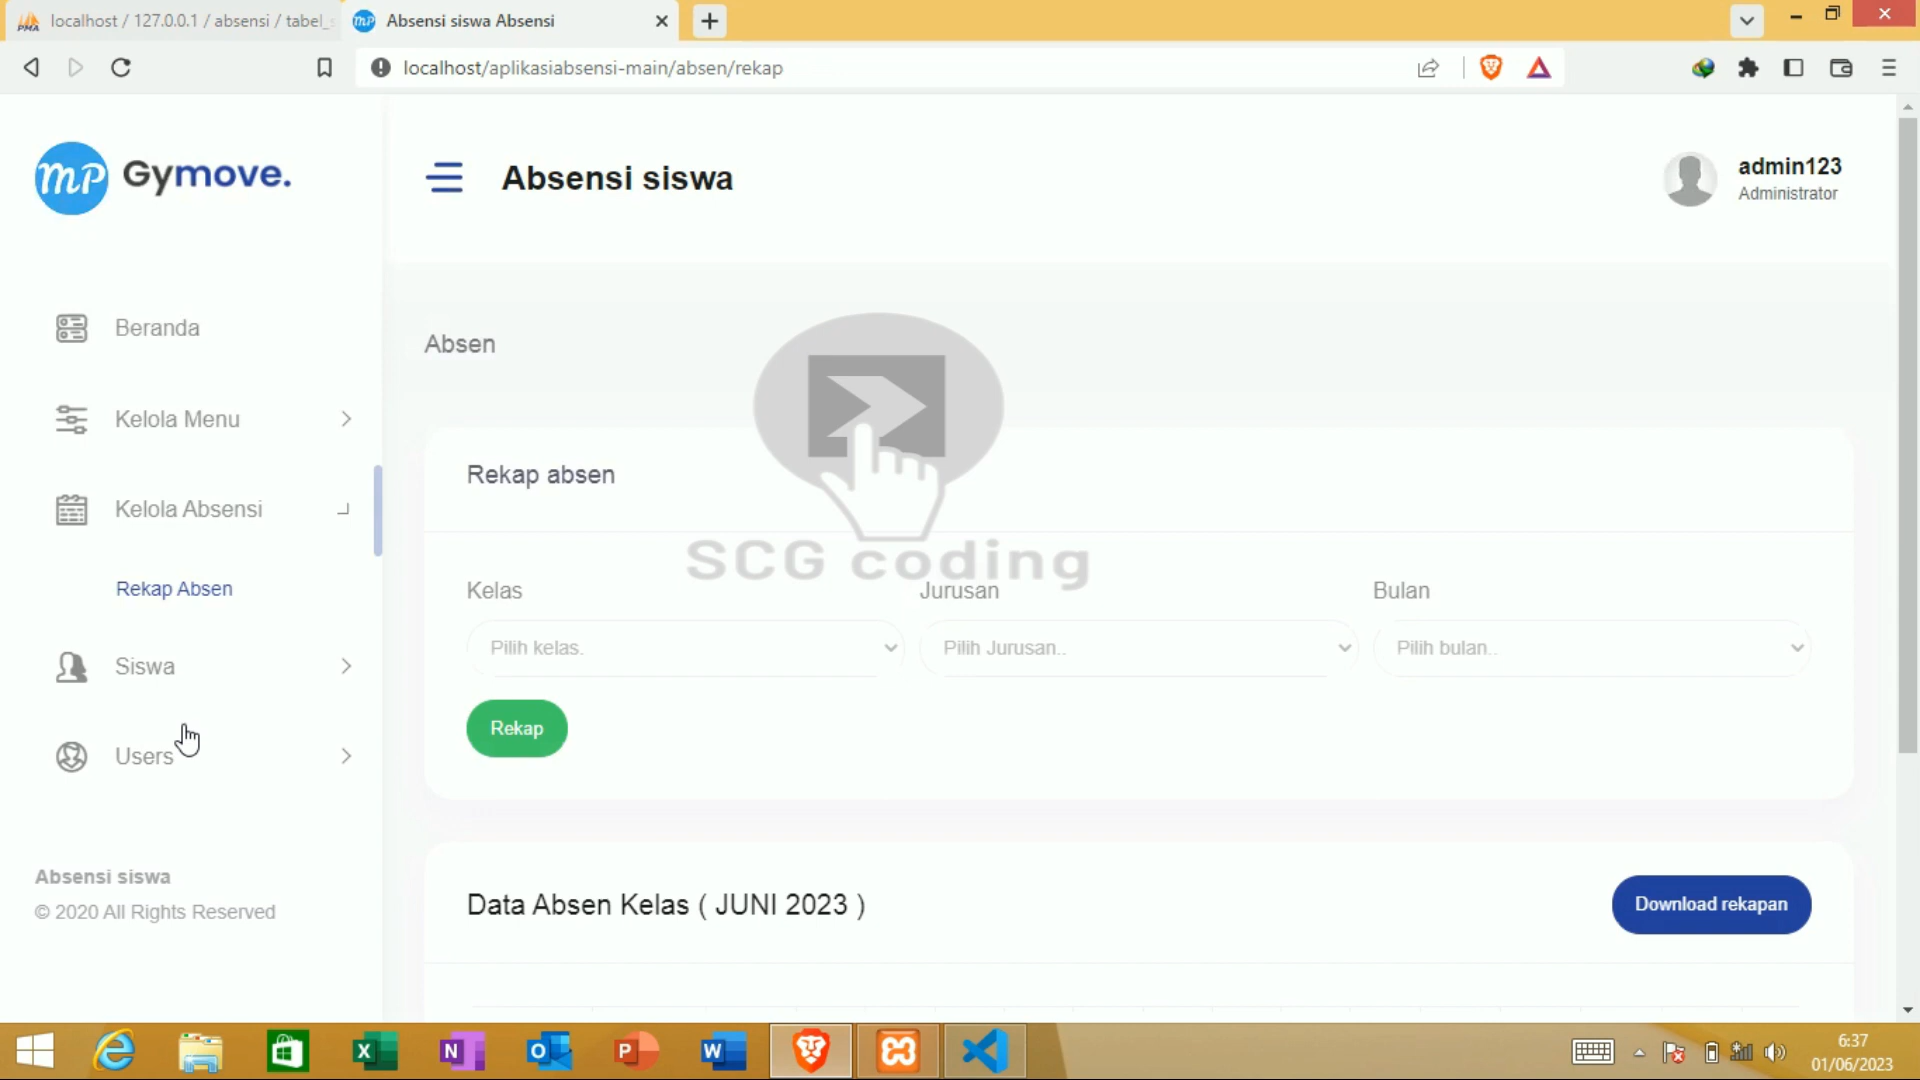 localhost / 127.0.0.1 / absensi / tabel_s
Absensi siswa Absensi
localhost/aplikasiabsensi-main/absen/rekap
mp Gymove.
Absensi siswa
admin123
Administrator
Beranda
Kelola Menu
Kelola Absensi
Rekap Absen
Siswa
Users
Absensi siswa
© 2020 All Rights Reserved
Absen
Rekap absen
SCG coding
Kelas
Jurusan
Bulan
Pilih kelas.
Pilih Jurusan..
Pilih bulan..
Rekap
Data Absen Kelas ( JUNI 2023 )
Download rekapan
6:37
01/06/2023